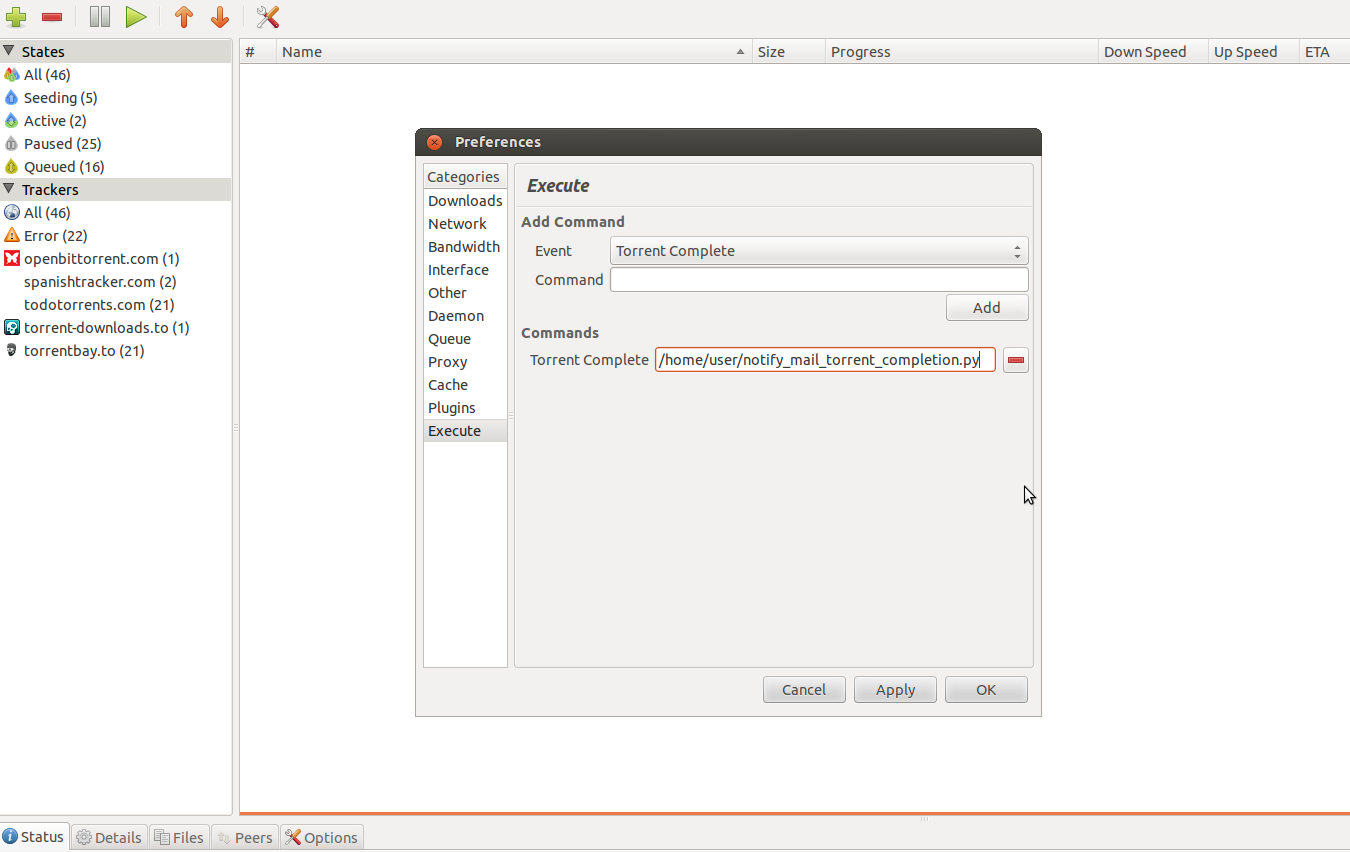 States
All (46)
Seeding (5)
Active (2)
Paused (25)
Queued (16)
Trackers
All (46)
Error (22)
openbittorrent.com (1)
spanishtracker.com (2)
todotorrents.com (21)
torrent-downloads.to (1)
torrentbay.to (21)
# Name Size Progress Down Speed Up Speed ETA
Preferences
Categories
Downloads
Network
Bandwidth
Interface
Other
Daemon
Queue
Proxy
Cache
Plugins
Execute
Execute
Add Command
Event Torrent Complete
Command
Add
Commands
Torrent Complete /home/user/notify_mail_torrent_completion.py
Cancel Apply OK
Status Details Files Peers Options